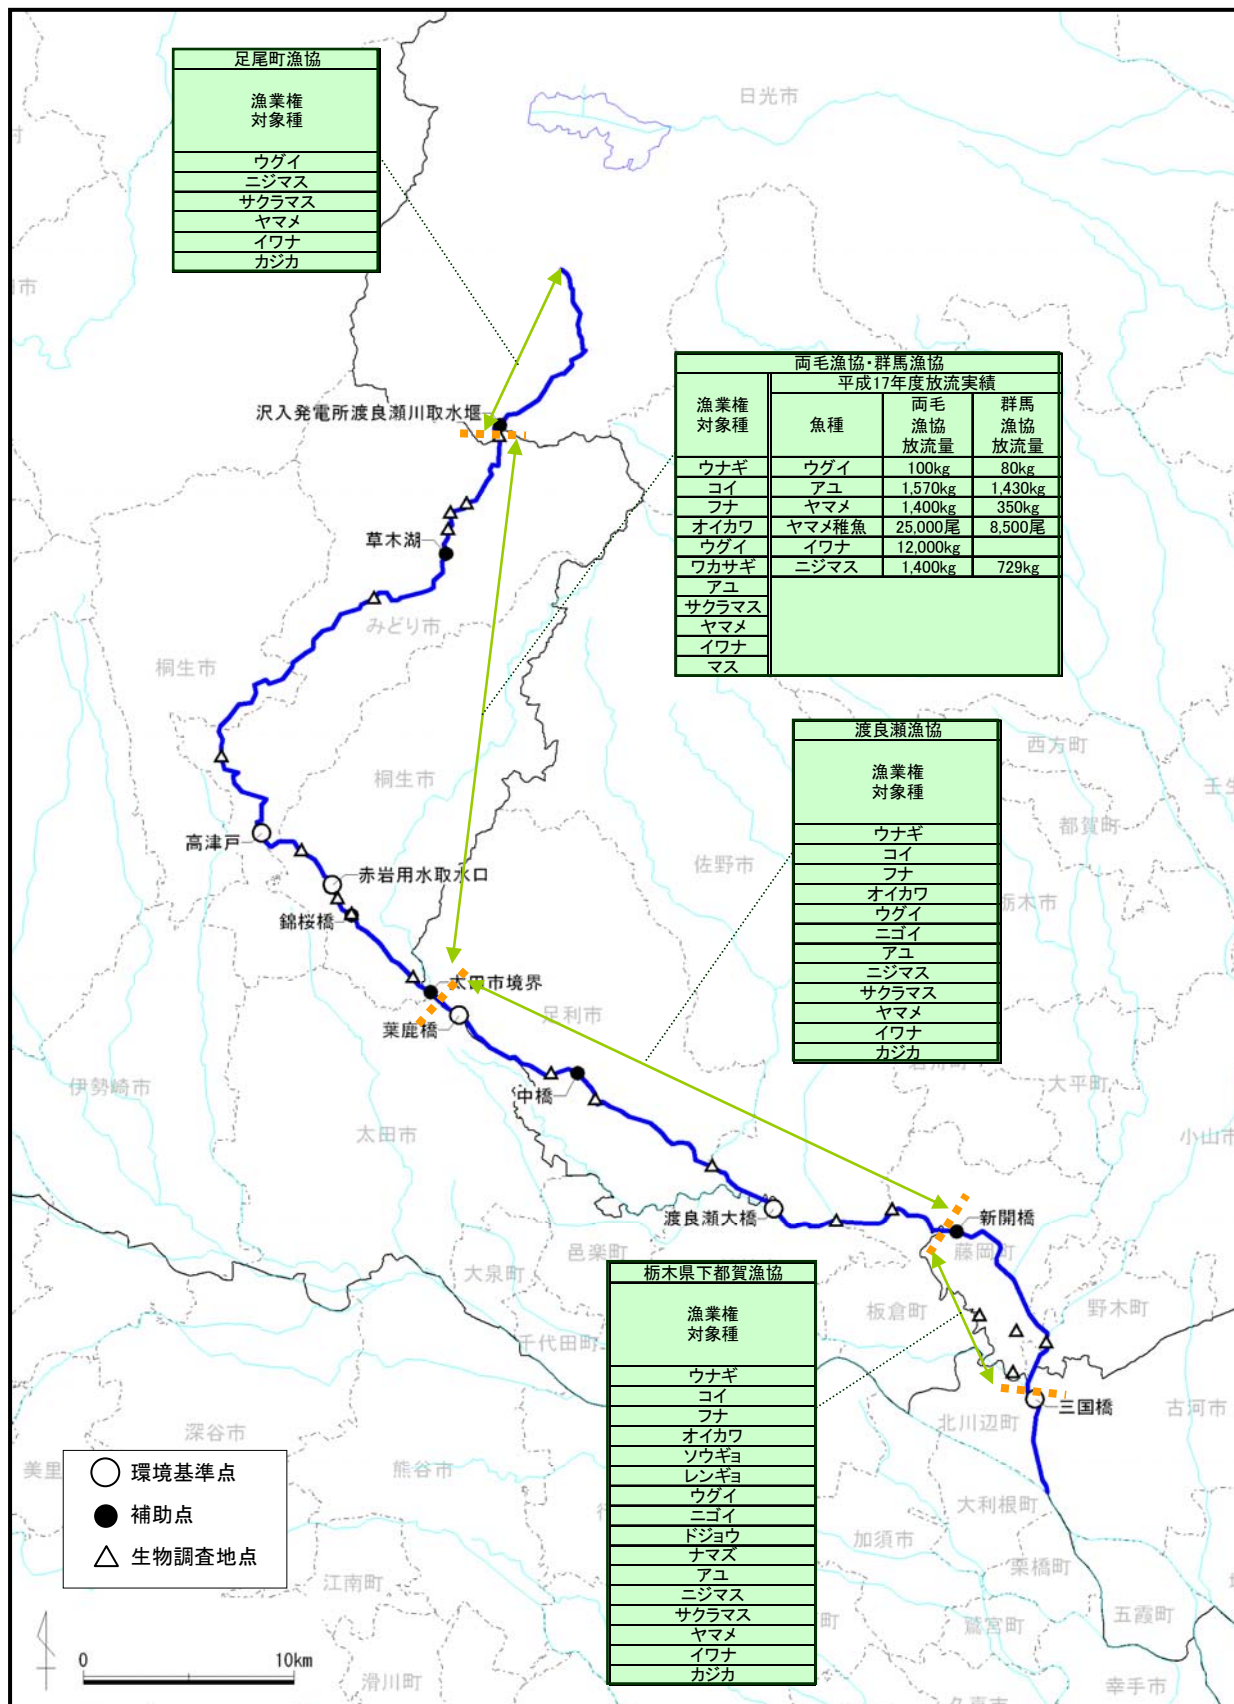 足尾町漁協
漁業権
対象種
ウグイ
ニジマス
サクラマス
ヤマメ
イワナ
カジカ
日光市
沢入発電所渡良瀬川取水堰
両毛漁協・群馬漁協
漁業権
対象種
平成17年度放流実績
魚種
両毛
漁協
放流量
群馬
漁協
放流量
ウナギ ウグイ 100kg 80kg
コイ アユ 1,570kg 1,430kg
フナ ヤマメ 1,400kg 350kg
オイカワ ヤマメ稚魚 25,000尾 8,500尾
ウグイ イワナ 12,000kg
ワカサギ ニジマス 1,400kg 729kg
アユ
サクラマス
ヤマメ
イワナ
マス
草木湖
みどり市
桐生市
桐生市
渡良瀬漁協
漁業権
対象種
ウナギ
コイ
フナ
オイカワ
ウグイ
ニゴイ
アユ
ニジマス
サクラマス
ヤマメ
イワナ
カジカ
西方町
都賀町
栃木市
佐野市
高津戸
赤岩用水取水口
錦桜橋
太田市境界
葉鹿橋
足利市
伊勢崎市
太田市
中橋
大平町
小山市
渡良瀬大橋
新開橋
藤岡町
邑楽町
大泉町
千代田町
板倉町
野木町
栃木県下都賀漁協
漁業権
対象種
ウナギ
コイ
フナ
オイカワ
ソウギョ
レンギョ
ウグイ
ニゴイ
ドジョウ
ナマズ
アユ
ニジマス
サクラマス
ヤマメ
イワナ
カジカ
三国橋
北川辺町
古河市
深谷市
美里
熊谷市
大利根町
加須市
栗橋町
江南町
鷲宮町
五霞町
滑川町
幸手市
環境基準点
補助点
生物調査地点
0 10km